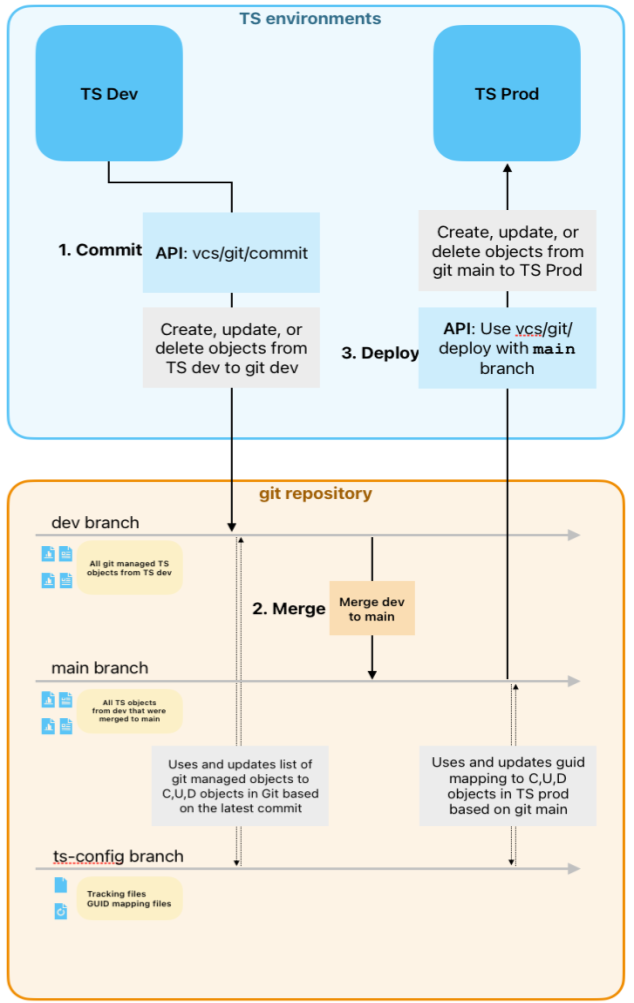 TS environments
TS Dev
TS Prod
1. Commit
API: vcs/git/commit
Create, update, or
delete objects from
TS dev to git dev
Create, update, or
delete objects from
git main to TS Prod
3. Deploy
API: Use vcs/git/
deploy with main
branch
git repository
dev branch
All git managed TS
objects from TS dev
2. Merge
Merge dev
to main
main branch
All TS objects
from dev that were
merged to main
Uses and updates list of
git managed objects to
C,U,D objects in Git based
on the latest commit
Uses and updates guid
mapping to C,U,D
objects in TS prod
based on git main
ts-config branch
Tracking files
GUID mapping files